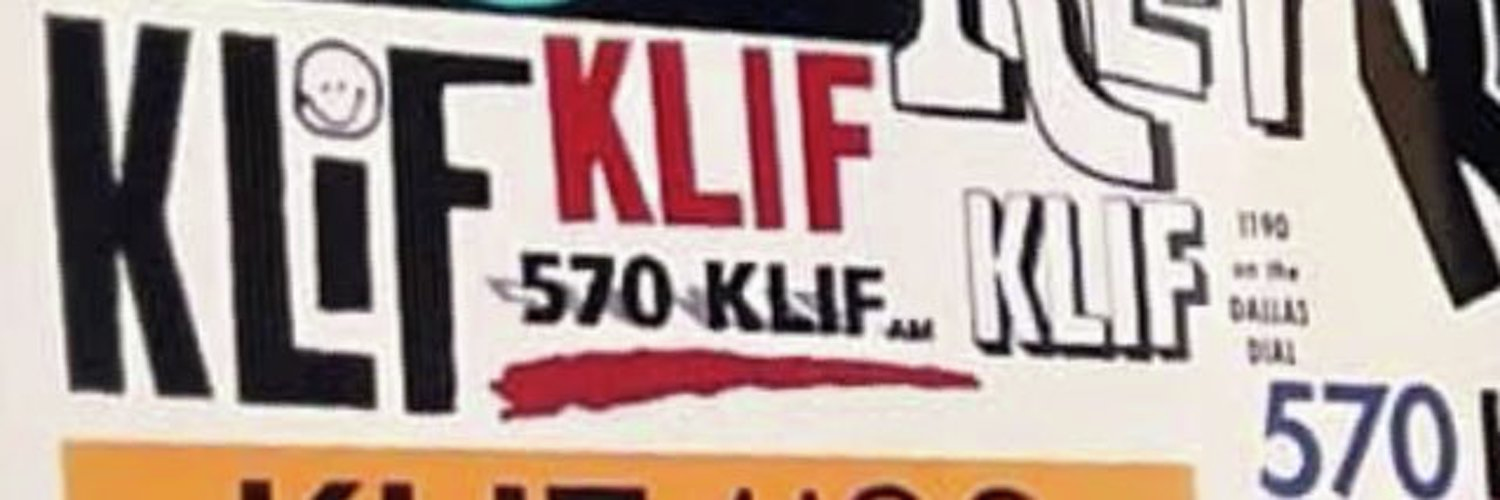 KLiF
KLIF
570 KLIF AM
KLIF
1190
on the
DALLAS
DIAL
570